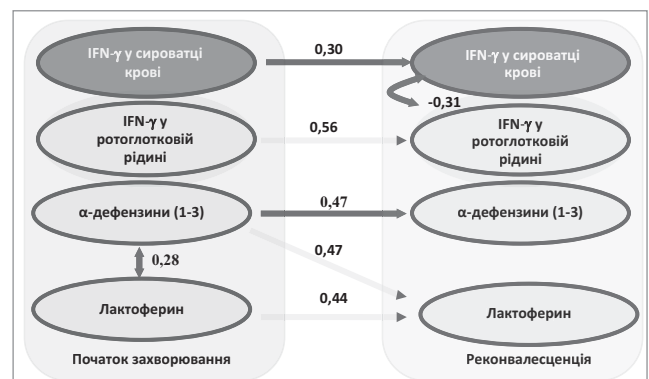 IFN-γ у сироватці
крові
0,30
IFN-γ у сироватці
крові
-0,31
IFN-γ у
ротоглотковій
рідині
0,56
IFN-γ у
ротоглотковій
рідині
α-дефензини (1-3)
0,47
α-дефензини (1-3)
0,28
0,47
Лактоферин
0,44
Лактоферин
Початок захворювання
Реконвалесценція